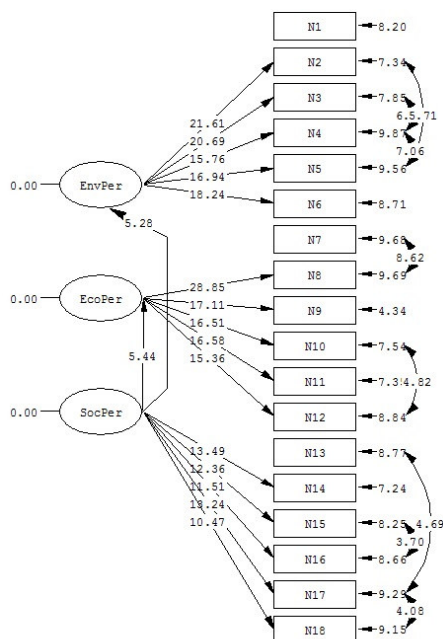 N1 8.20
N2 7.34
N3 7.85
6.5.71
21.61
20.69
N4 9.87
15.76
7.06
16.94
N5 9.56
0.00 EnvPer
18.24
N6 8.71
5.28
N7 9.68
8.62
N8 9.69
28.85
0.00 EcoPer
17.11
N9 4.34
16.51
16.58
N10 7.54
15.36
5.44
N11 7.3 4.82
0.00 SocPer
N12 8.84
13.49
N13 8.77
12.36
11.51
N14 7.24
13.24
10.47
N15 8.25 4.69
3.70
N16 8.66
N17 9.29
4.08
N18 9.15